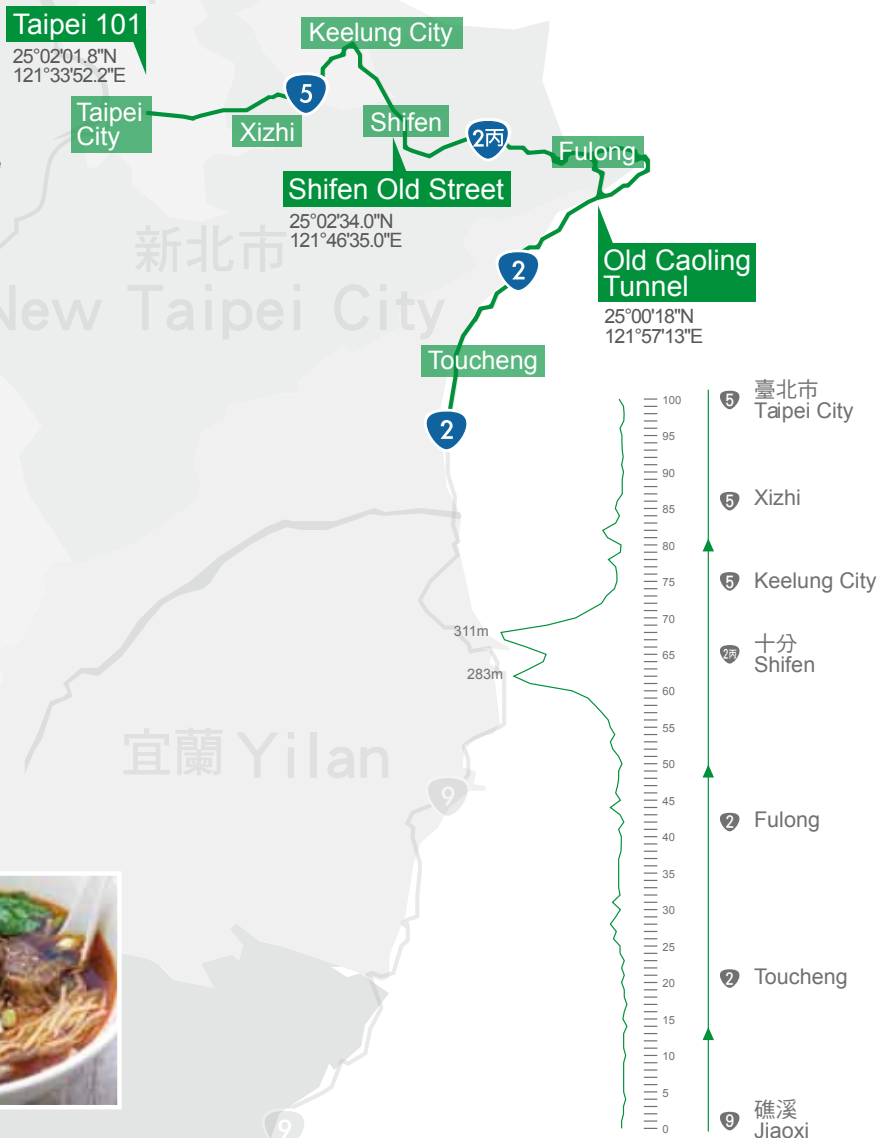 Taipei 101
25°02'01.8"N
121°33'52.2"E
Keelung City
5
Taipei
City
Xizhi
Shifen
2丙
Fulong
Shifen Old Street
25°02'34.0"N
121°46'35.0"E
新北市
New Taipei City
2
Old Caoling
Tunnel
25°00'18"N
121°57'13"E
Toucheng
2
宜蘭 Yilan
9
9
311m
283m
100
95
90
85
80
75
70
65
60
55
50
45
40
35
30
25
20
15
10
5
0
5 臺北市
Taipei City
5 Xizhi
5 Keelung City
2丙 十分
Shifen
2 Fulong
2 Toucheng
9 礁溪
Jiaoxi